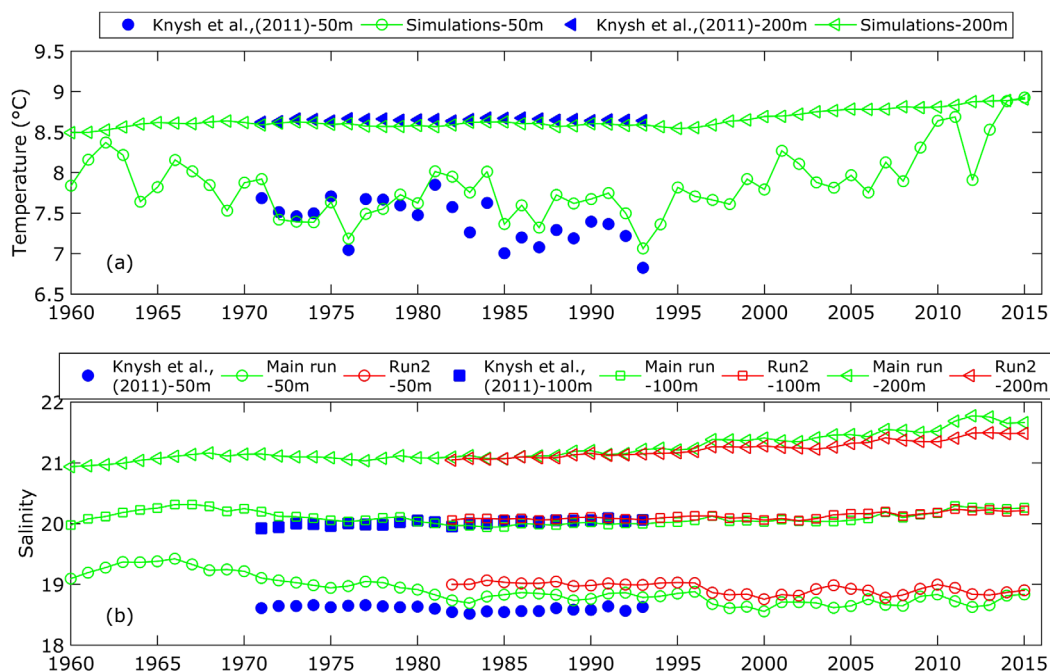 Knysh et al.,(2011)-50m Simulations-50m Knysh et al.,(2011)-200m Simulations-200m
9.5
9
8.5
8
7.5
7
6.5
Temperature (°C)
(a)
1960 1965 1970 1975 1980 1985 1990 1995 2000 2005 2010 2015
Knysh et al., Main run Run2 Knysh et al., Main run Run2 Main run Run2
(2011)-50m -50m -50m (2011)-100m -100m -100m -200m -200m
22
21
20
19
18
Salinity
(b)
1960 1965 1970 1975 1980 1985 1990 1995 2000 2005 2010 2015